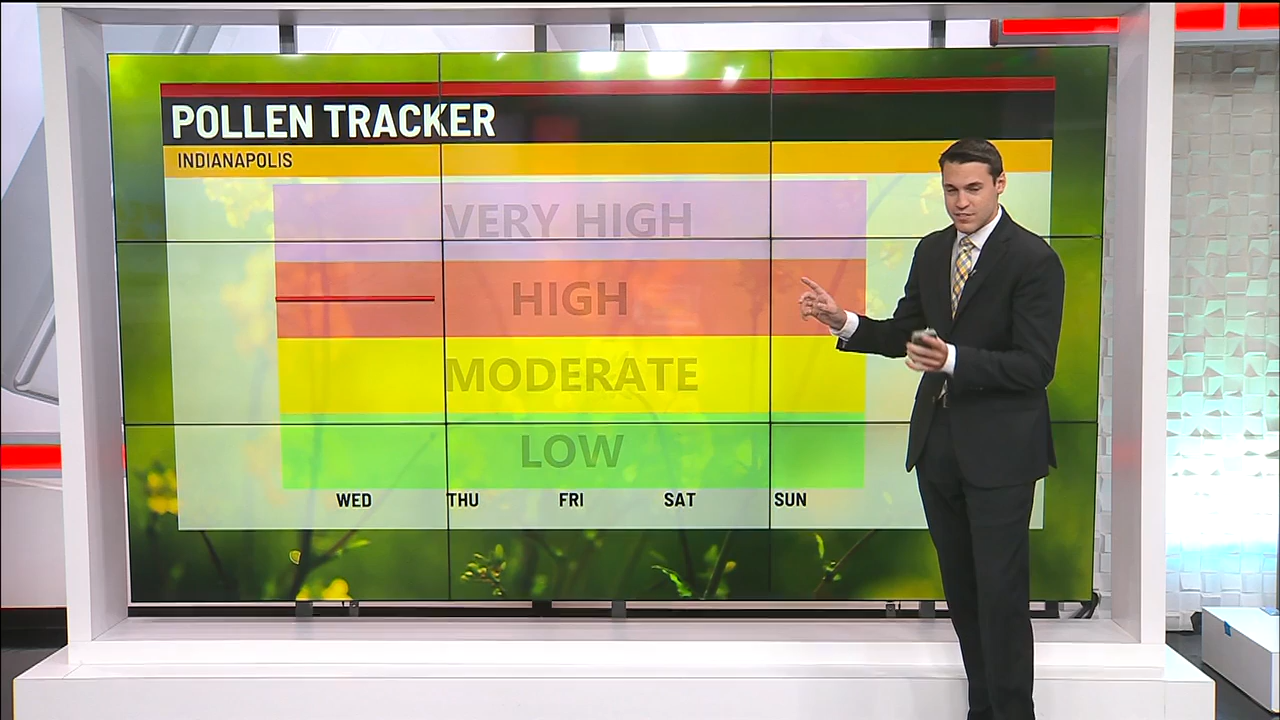 POLLEN TRACKER
INDIANAPOLIS
VERY HIGH
HIGH
MODERATE
LOW
WED THU FRI SAT SUN